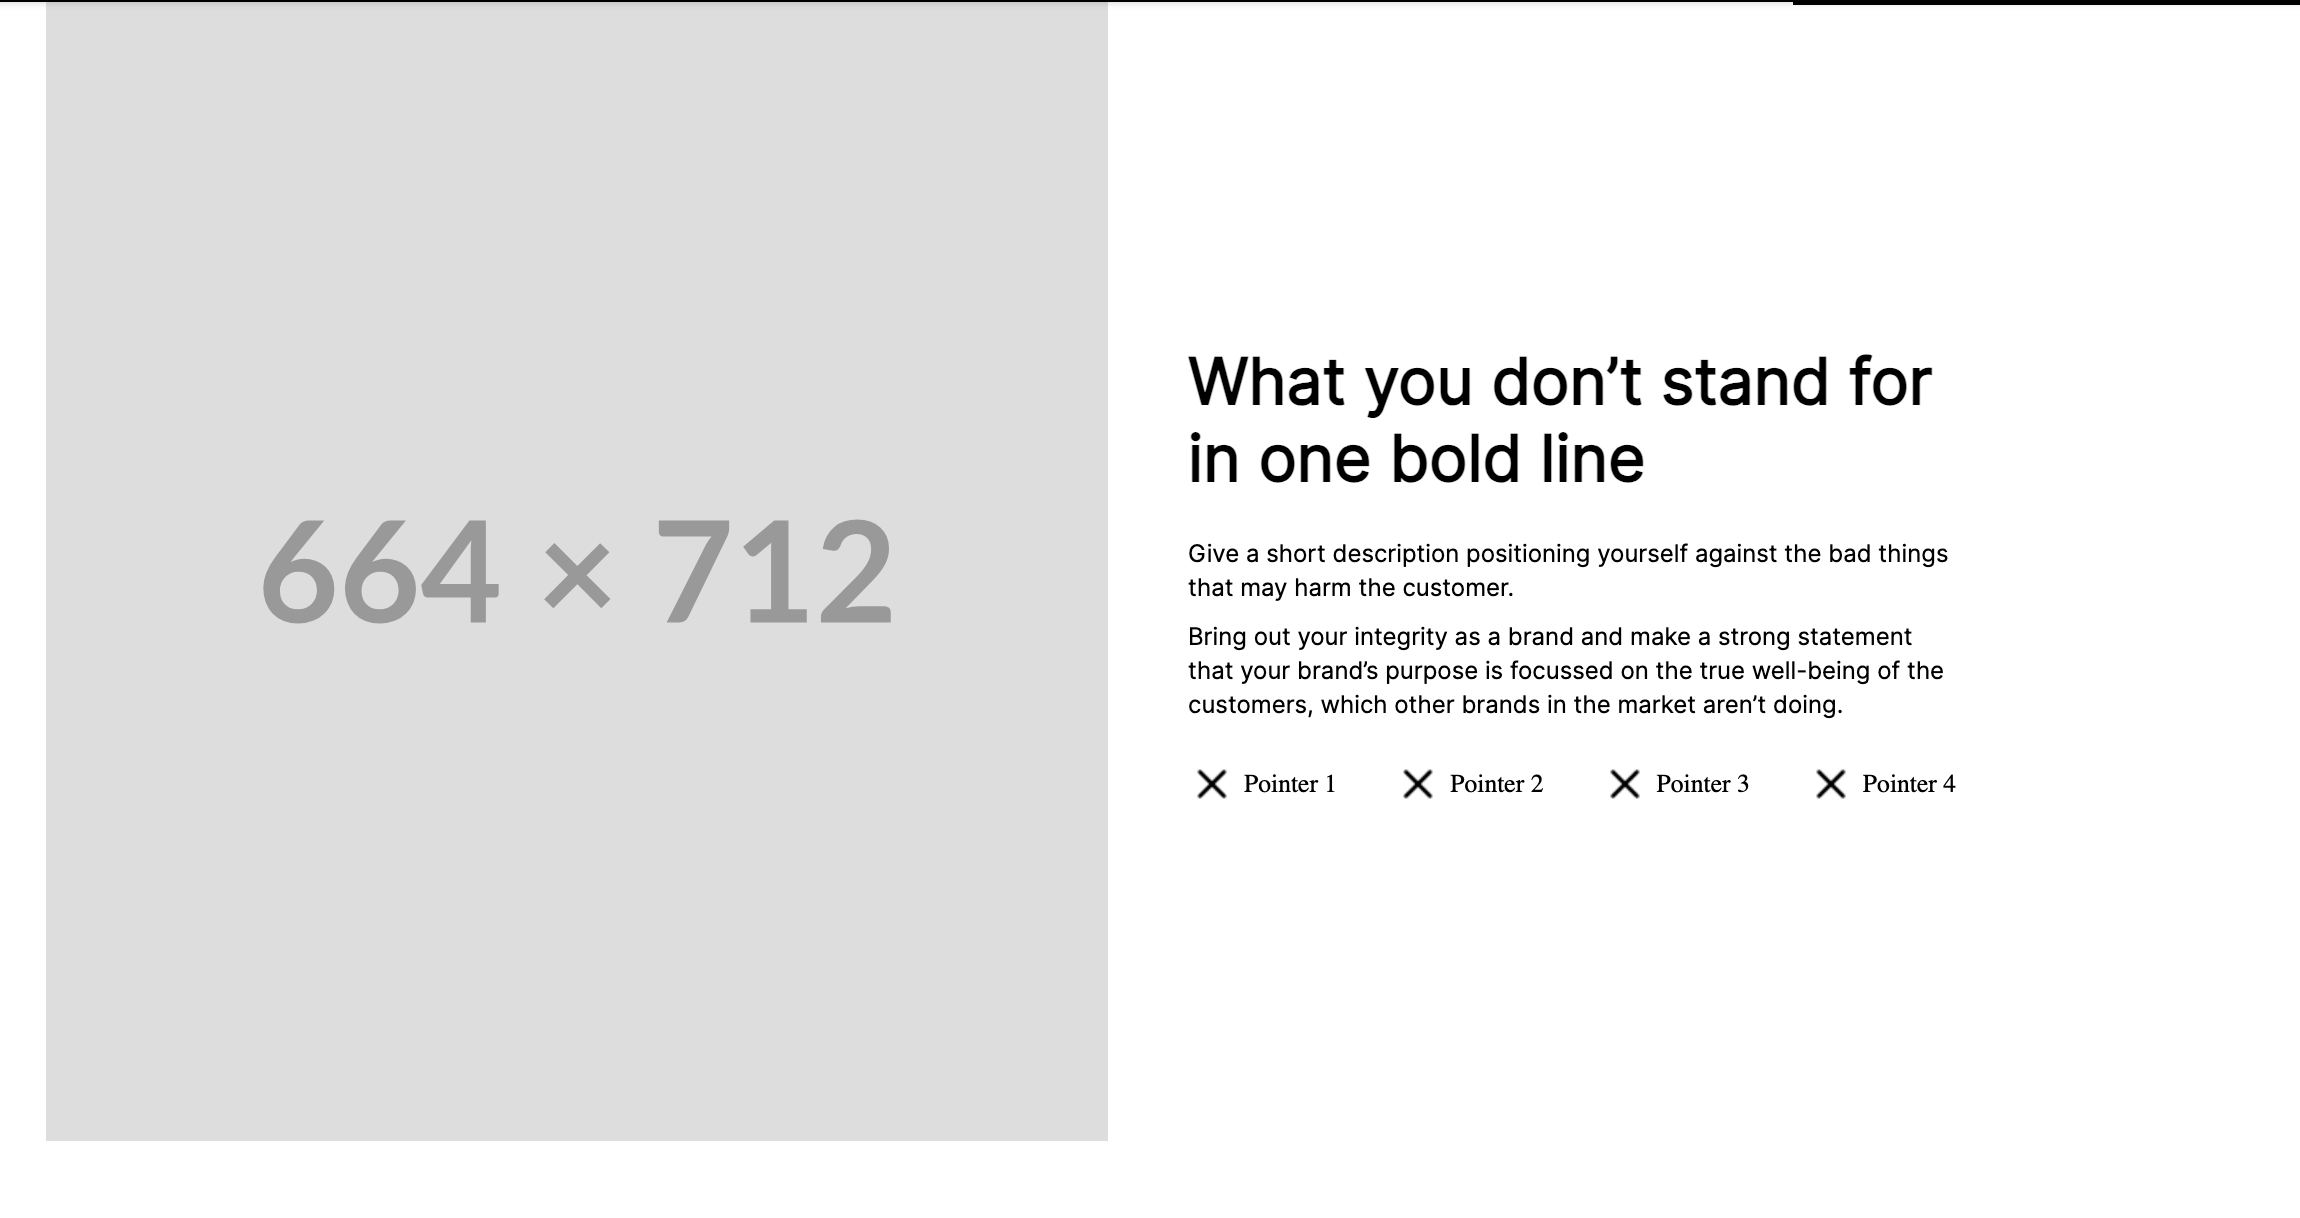 664 × 712
What you don’t stand for
in one bold line
Give a short description positioning yourself against the bad things
that may harm the customer.
Bring out your integrity as a brand and make a strong statement
that your brand’s purpose is focussed on the true well-being of the
customers, which other brands in the market aren’t doing.
Pointer 1 Pointer 2 Pointer 3 Pointer 4